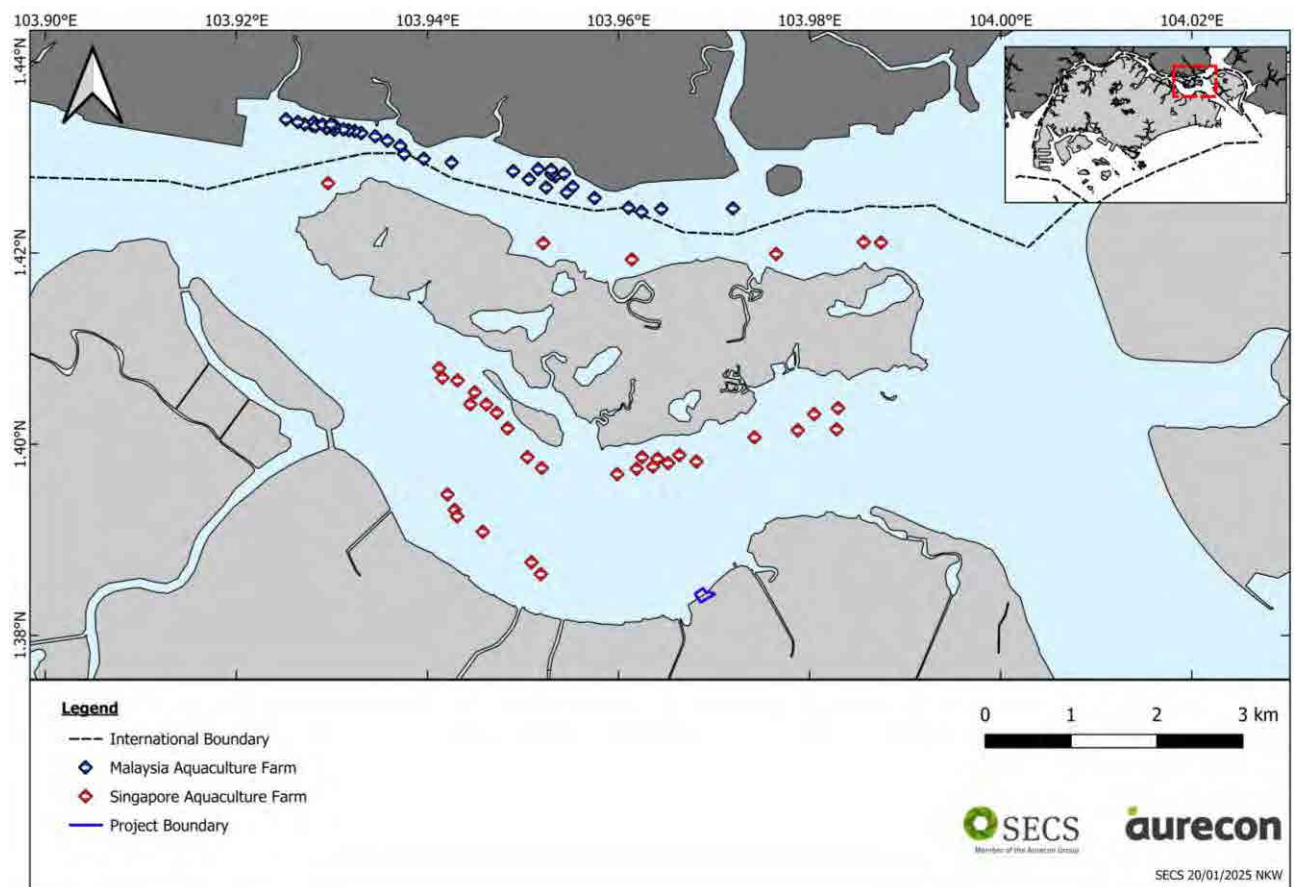 103.90°E 103.92°E 103.94°E 103.96°E 103.98°E 104.00°E 104.02°E
1.44°N
1.42°N
1.40°N
1.38°N
Legend
International Boundary
Malaysia Aquaculture Farm
Singapore Aquaculture Farm
Project Boundary
0 1 2 3 km
SECS
Member of the Aurecon Group
aurecon
SECS 20/01/2025 NKW